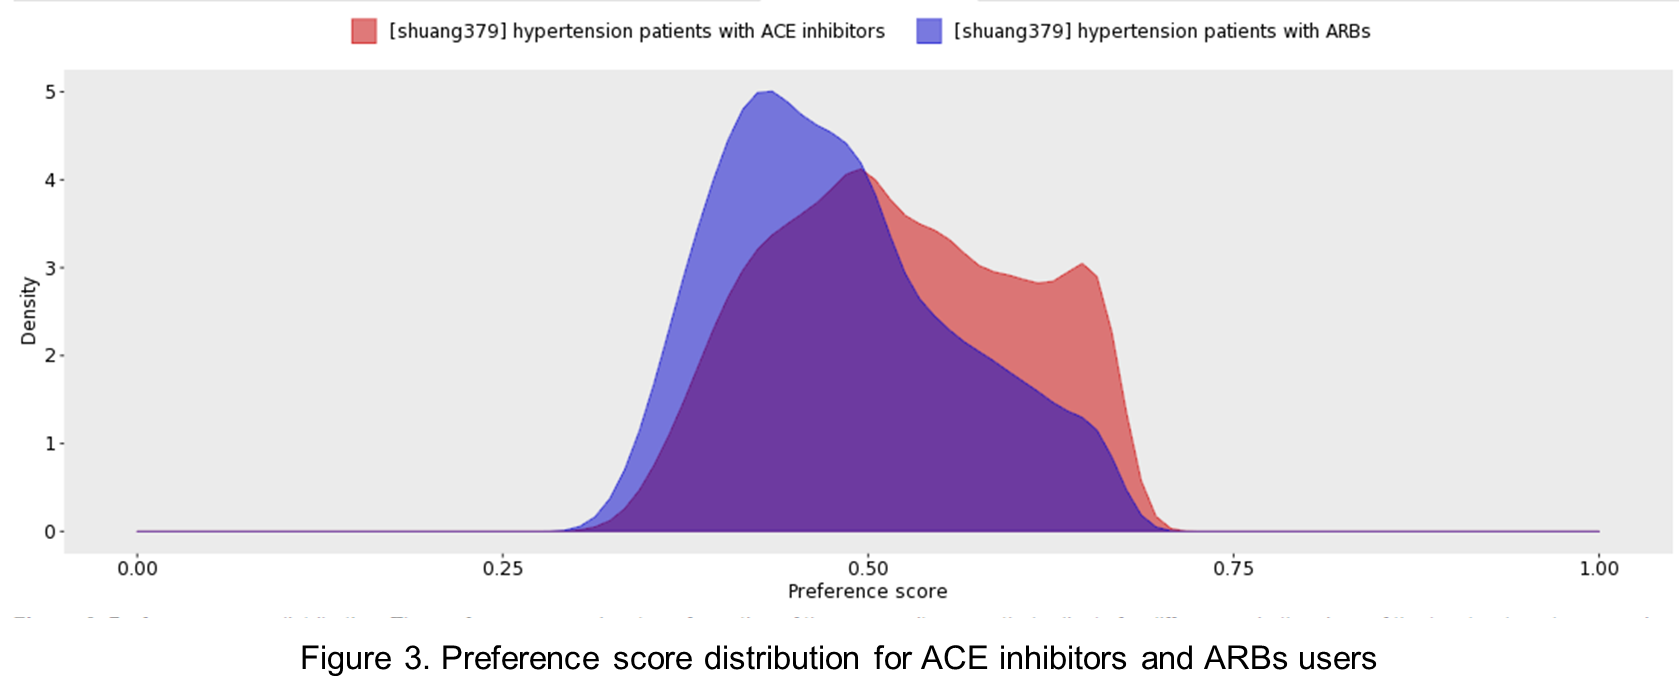 [shuang379] hypertension patients with ACE inhibitors [shuang379] hypertension patients with ARBs
5
4
3
2
1
0
Density
0.00 0.25 0.50 0.75 1.00
Preference score
Figure 3. Preference score distribution for ACE inhibitors and ARBs users